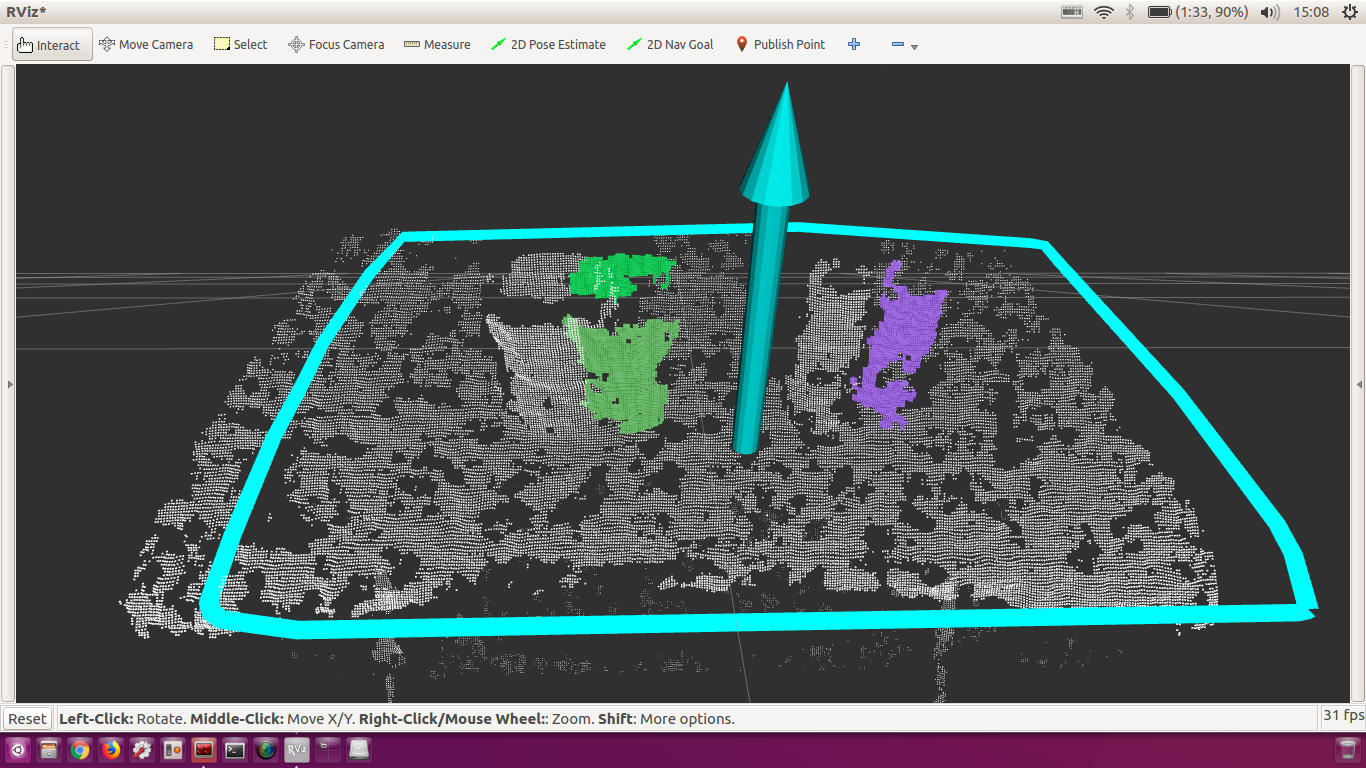 RViz*
(1:33, 90%)
15:08
Interact
Move Camera
Select
Focus Camera
Measure
2D Pose Estimate
2D Nav Goal
Publish Point
Reset
Left-Click: Rotate. Middle-Click: Move X/Y. Right-Click/Mouse Wheel:: Zoom. Shift: More options.
31 fps
RViz